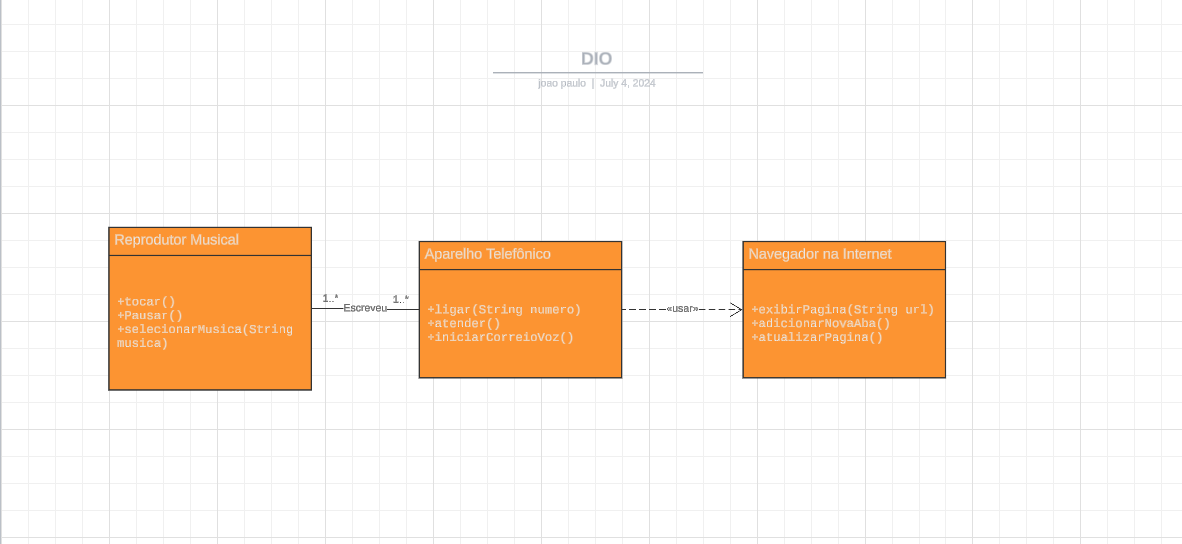 DIO
joao paulo | July 4, 2024
Reprodutor Musical
+tocar()
+Pausar()
+selecionarMusica(String
musica)
1..*
Escreveu
1..*
Aparelho Telefônico
+ligar(String numero)
+atender()
+iniciarCorreioVoz()
«usar»
Navegador na Internet
+exibirPagina(String url)
+adicionarNovaAba()
+atualizarPagina()